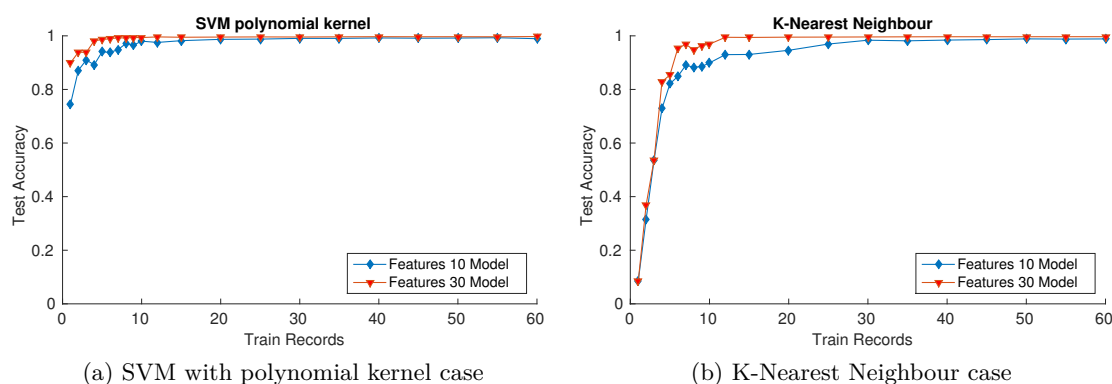 SVM polynomial kernel
1
0.8
0.6
0.4
0.2
0
Test Accuracy
0 10 20 30 40 50 60
Train Records
Features 10 Model
Features 30 Model
(a) SVM with polynomial kernel case
K-Nearest Neighbour
1
0.8
0.6
0.4
0.2
0
Test Accuracy
0 10 20 30 40 50 60
Train Records
Features 10 Model
Features 30 Model
(b) K-Nearest Neighbour case